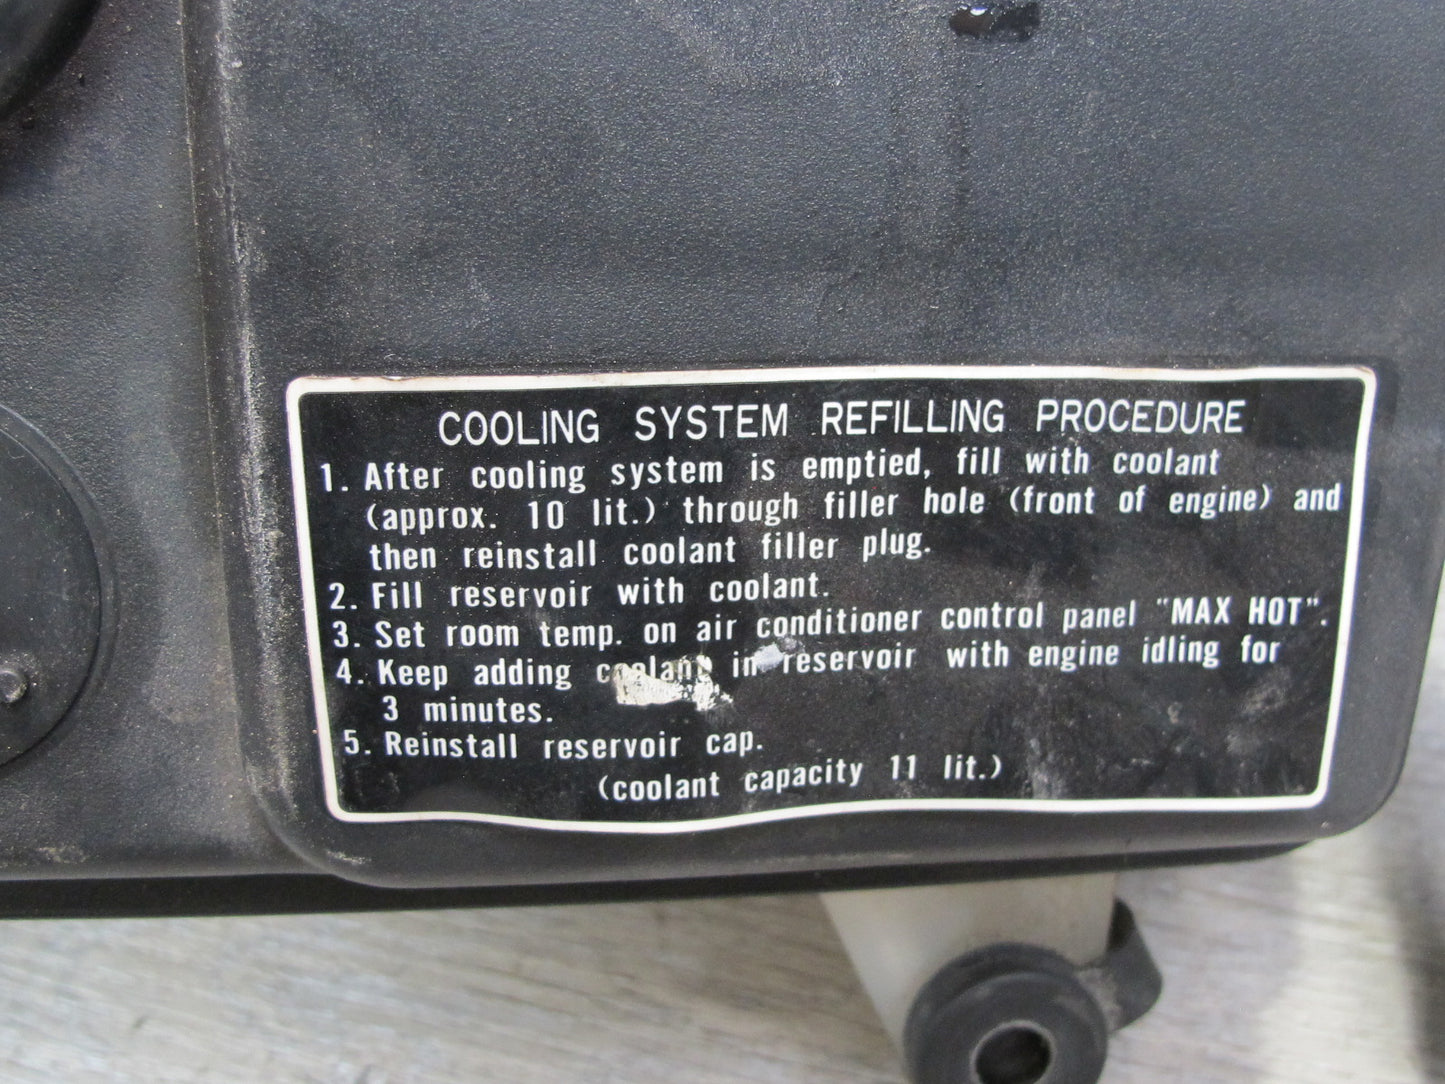 COOLING SYSTEM REFILLING PROCEDURE
1. After cooling system is emptied, fill with coolant
(approx. 10 lit.) through filler hole (front of engine) and
then reinstall coolant filler plug.
2. Fill reservoir with coolant.
3. Set room temp. on air conditioner control panel "MAX HOT".
4. Keep adding coolant in reservoir with engine idling for
3 minutes.
5. Reinstall reservoir cap.
(coolant capacity 11 lit.)